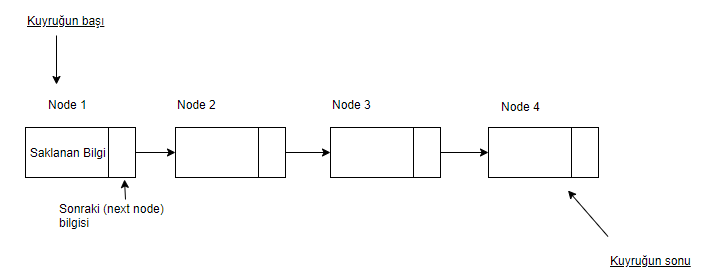 Kuyruğun başı
Node 1
Node 2
Node 3
Node 4
Saklanan Bilgi
Sonraki (next node)
bilgisi
Kuyruğun sonu